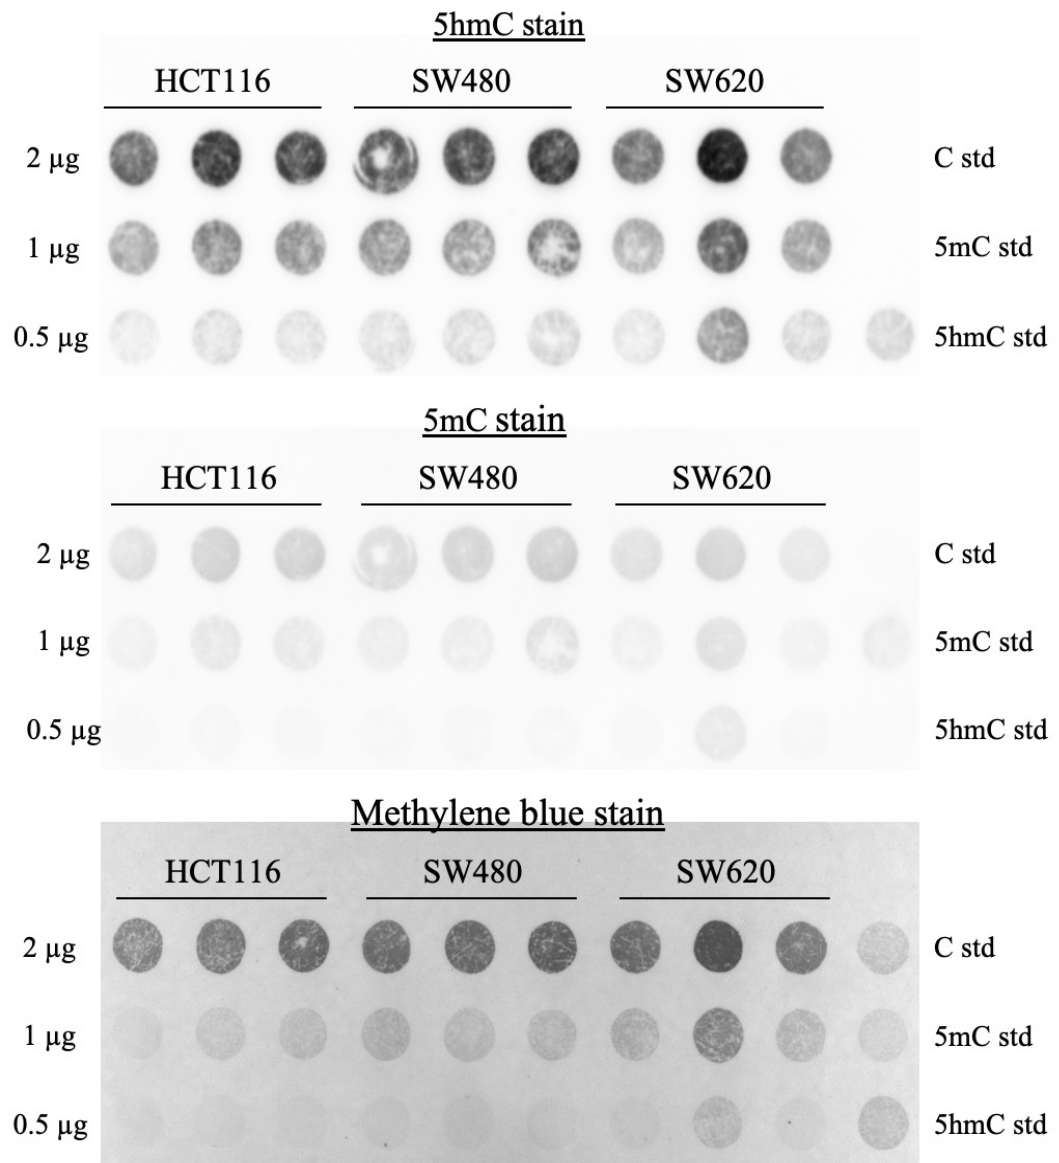 5hmC stain
HCT116 SW480 SW620
2 µg C std
1 µg 5mC std
0.5 µg 5hmC std
5mC stain
HCT116 SW480 SW620
2 µg C std
1 µg 5mC std
0.5 µg 5hmC std
Methylene blue stain
HCT116 SW480 SW620
2 µg C std
1 µg 5mC std
0.5 µg 5hmC std